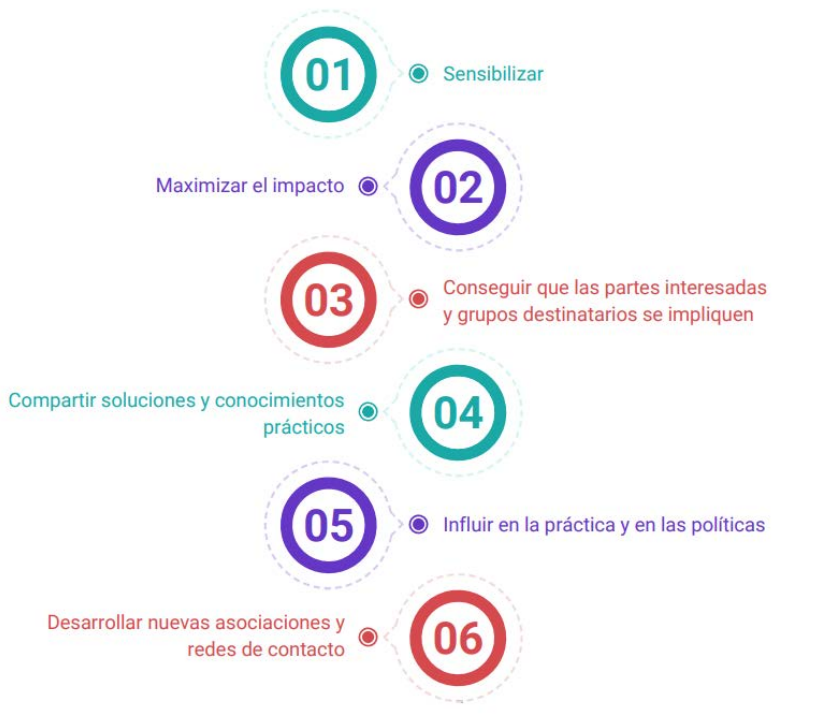 01
Sensibilizar
Maximizar el impacto
02
03
Conseguir que las partes interesadas
y grupos destinatarios se impliquen
Compartir soluciones y conocimientos
prácticos
04
05
Influir en la práctica y en las políticas
Desarrollar nuevas asociaciones y
redes de contacto
06